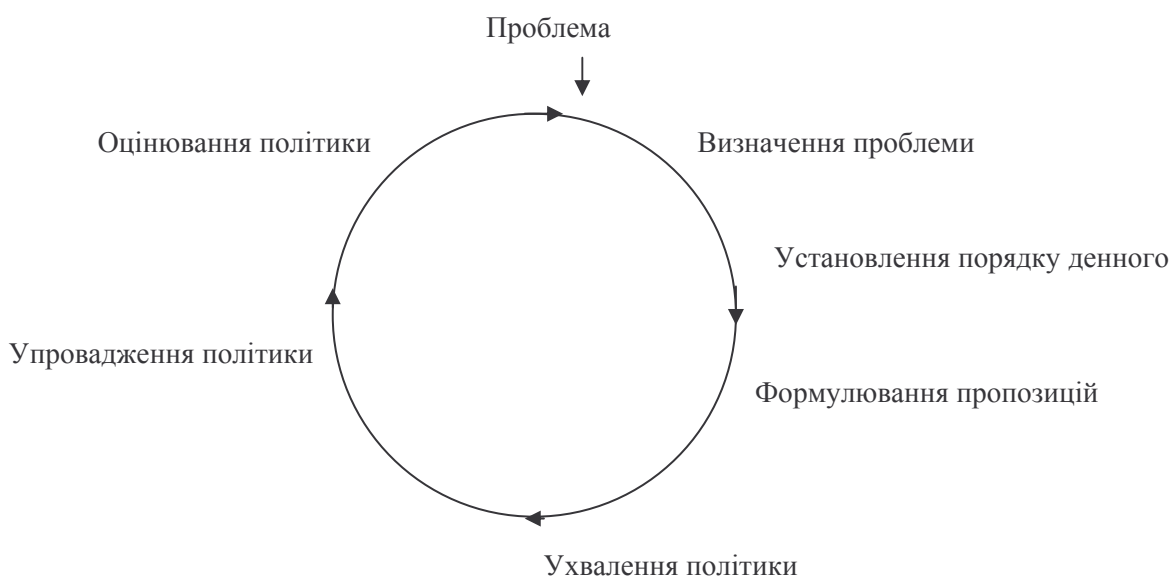 Проблема
Оцінювання політики
Визначення проблеми
Установлення порядку денного
Упровадження політики
Формулювання пропозицій
Ухвалення політики